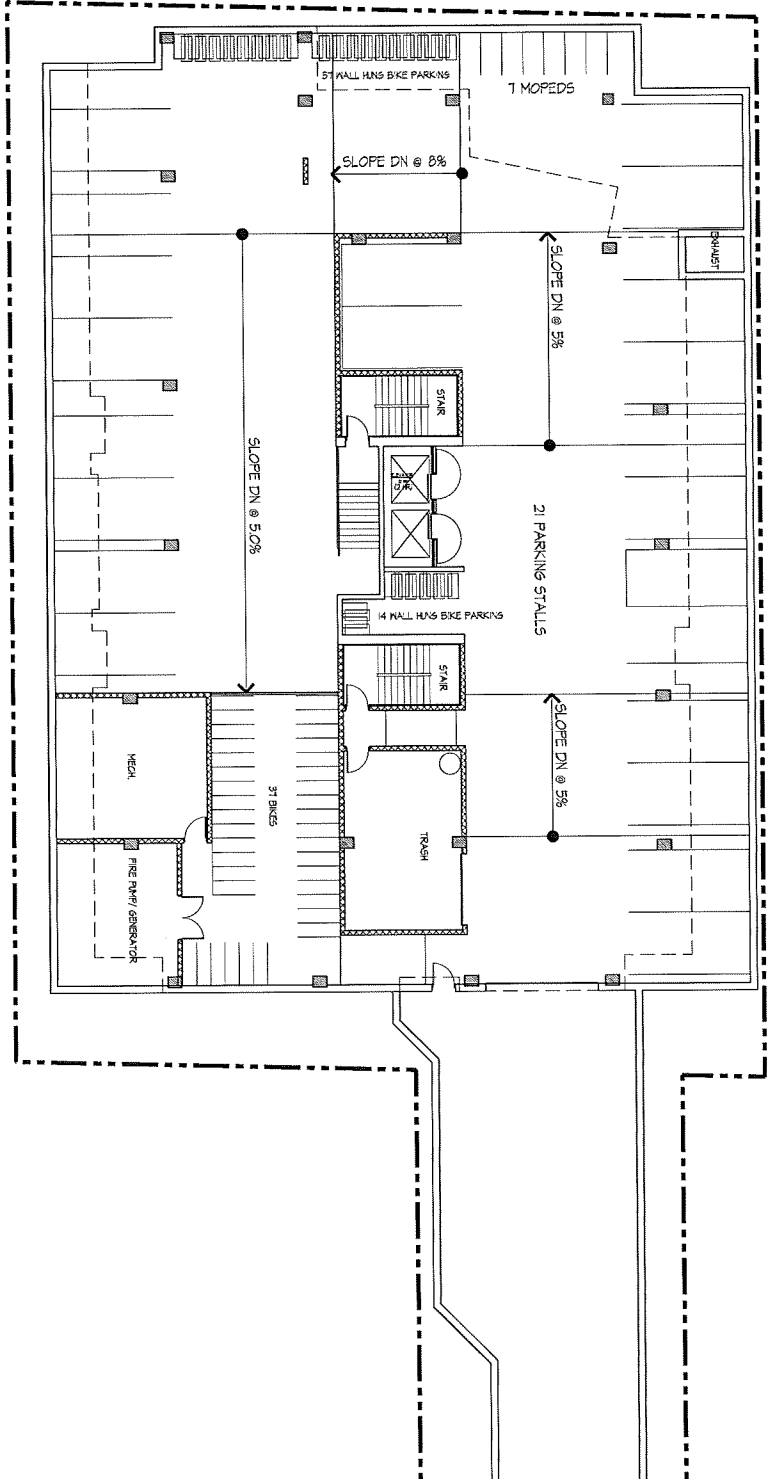 57 WALL HUNG BIKE PARKING
7 MOPEDS
SLOPE DN @ 8%
EXHAUST
SLOPE DN @ 5%
STAIR
SLOPE DN @ 5.0%
21 PARKING STALLS
14 WALL HUNG BIKE PARKING
STAIR
SLOPE DN @ 5%
MECH.
37 BIKES
TRASH
FIRE PUMP/ GENERATOR